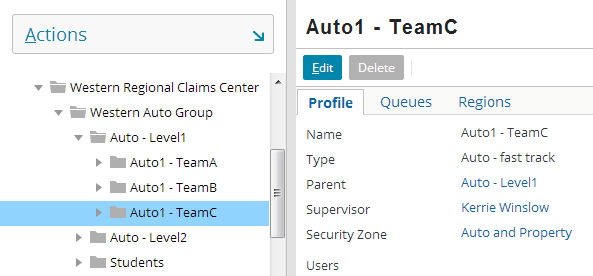 Actions
Western Regional Claims Center
Western Auto Group
Auto - Level1
Auto1 - TeamA
Auto1 - TeamB
Auto1 - TeamC
Auto - Level2
Students
Auto1 - TeamC
Edit Delete
Profile Queues Regions
Name Auto1 - TeamC
Type Auto - fast track
Parent Auto - Level1
Supervisor Kerrie Winslow
Security Zone Auto and Property
Users